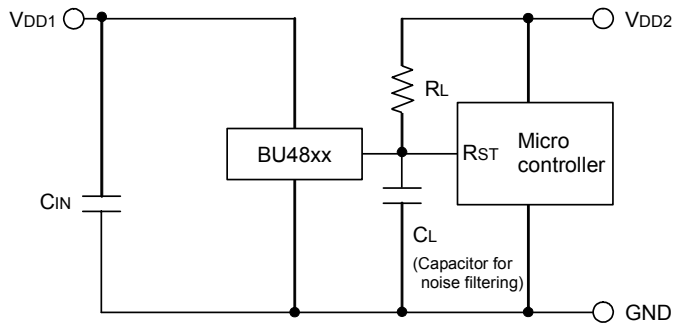 VDD1
VDD2
RL
BU48xx
RST
Micro
controller
CIN
CL
(Capacitor for
noise filtering)
GND